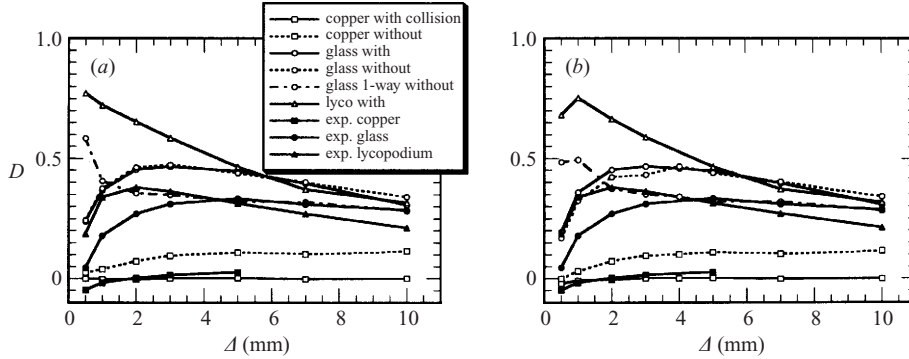 copper with collision
copper without
glass with
glass without
glass 1-way without
lyco with
exp. copper
exp. glass
exp. lycopodium
1.0
0.5
0
D
(a)
0 2 4 6 8 10
Δ (mm)
1.0
0.5
0
(b)
0 2 4 6 8 10
Δ (mm)